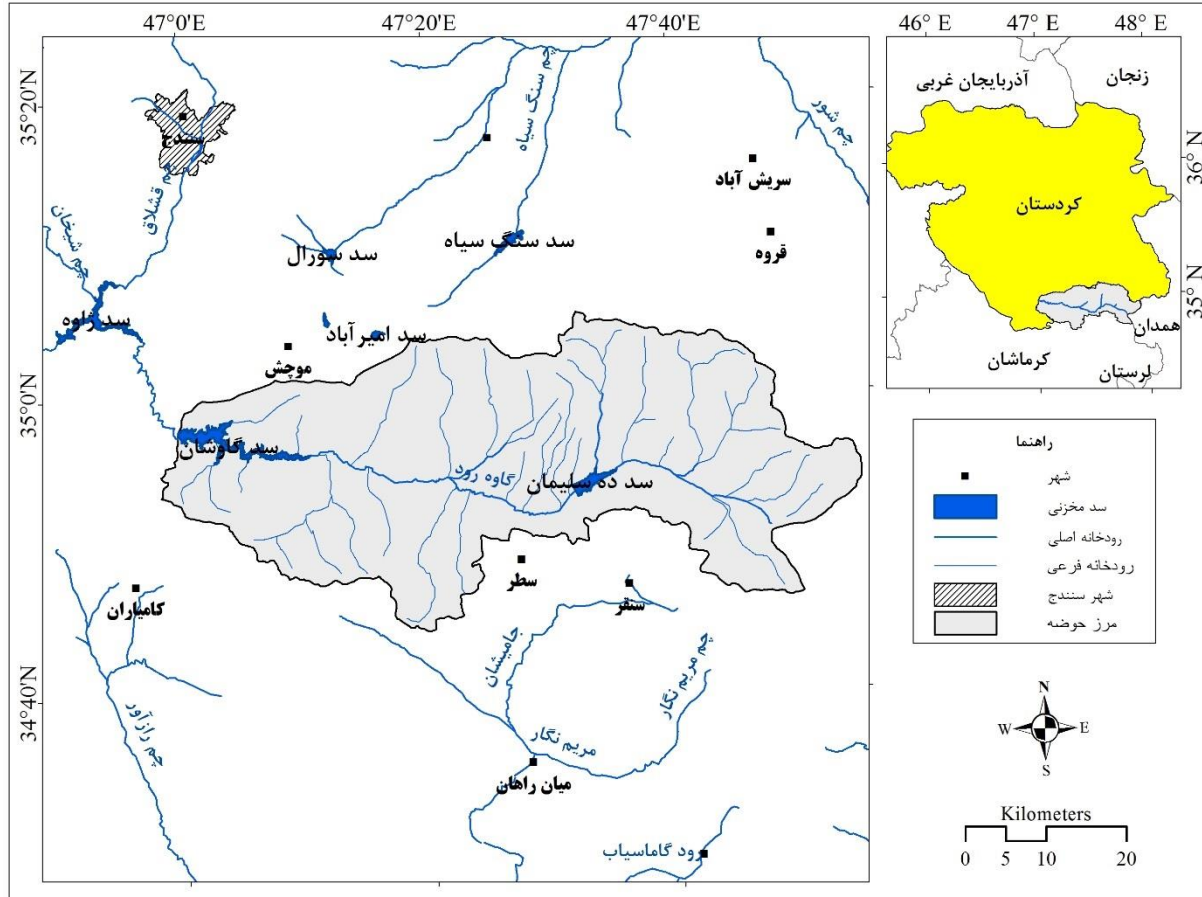 47°0'E
47°20'E
47°40'E
35°20'N
35°0'N
34°40'N
سنندج
چم قشلاق
چم شیخان
چم سنگ سیاه
چم شور
سریش آباد
قروه
سد سنگ سیاه
سد سورال
سد ژاوه
سد امیرآباد
موچش
سد گاوشان
گاوه رود
سد ده سلیمان
سطر
سنقر
کامیاران
جامیشان
چم مریم نگار
مریم نگار
چم رازآور
میان راهان
رود گاماسیاب
46° E
47° E
48° E
36° N
35° N
آذربایجان غربی
زنجان
کردستان
همدان
کرماشان
لرستان
راهنما
شهر
سد مخزنی
رودخانه اصلی
رودخانه فرعی
شهر سنندج
مرز حوضه
N
W
E
S
Kilometers
0 5 10 20